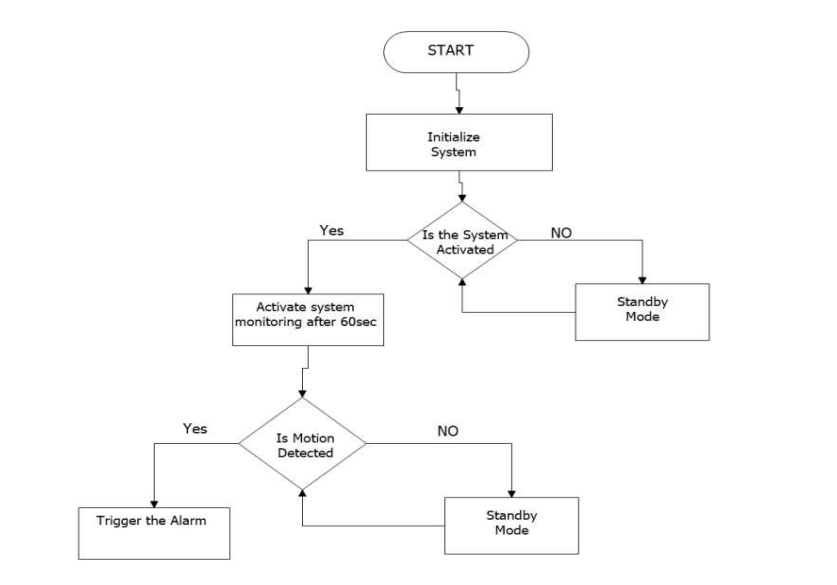 START
Initialize
System
Yes
Is the System
Activated
NO
Activate system
monitoring after 60sec
Standby
Mode
Yes
Is Motion
Detected
NO
Trigger the Alarm
Standby
Mode